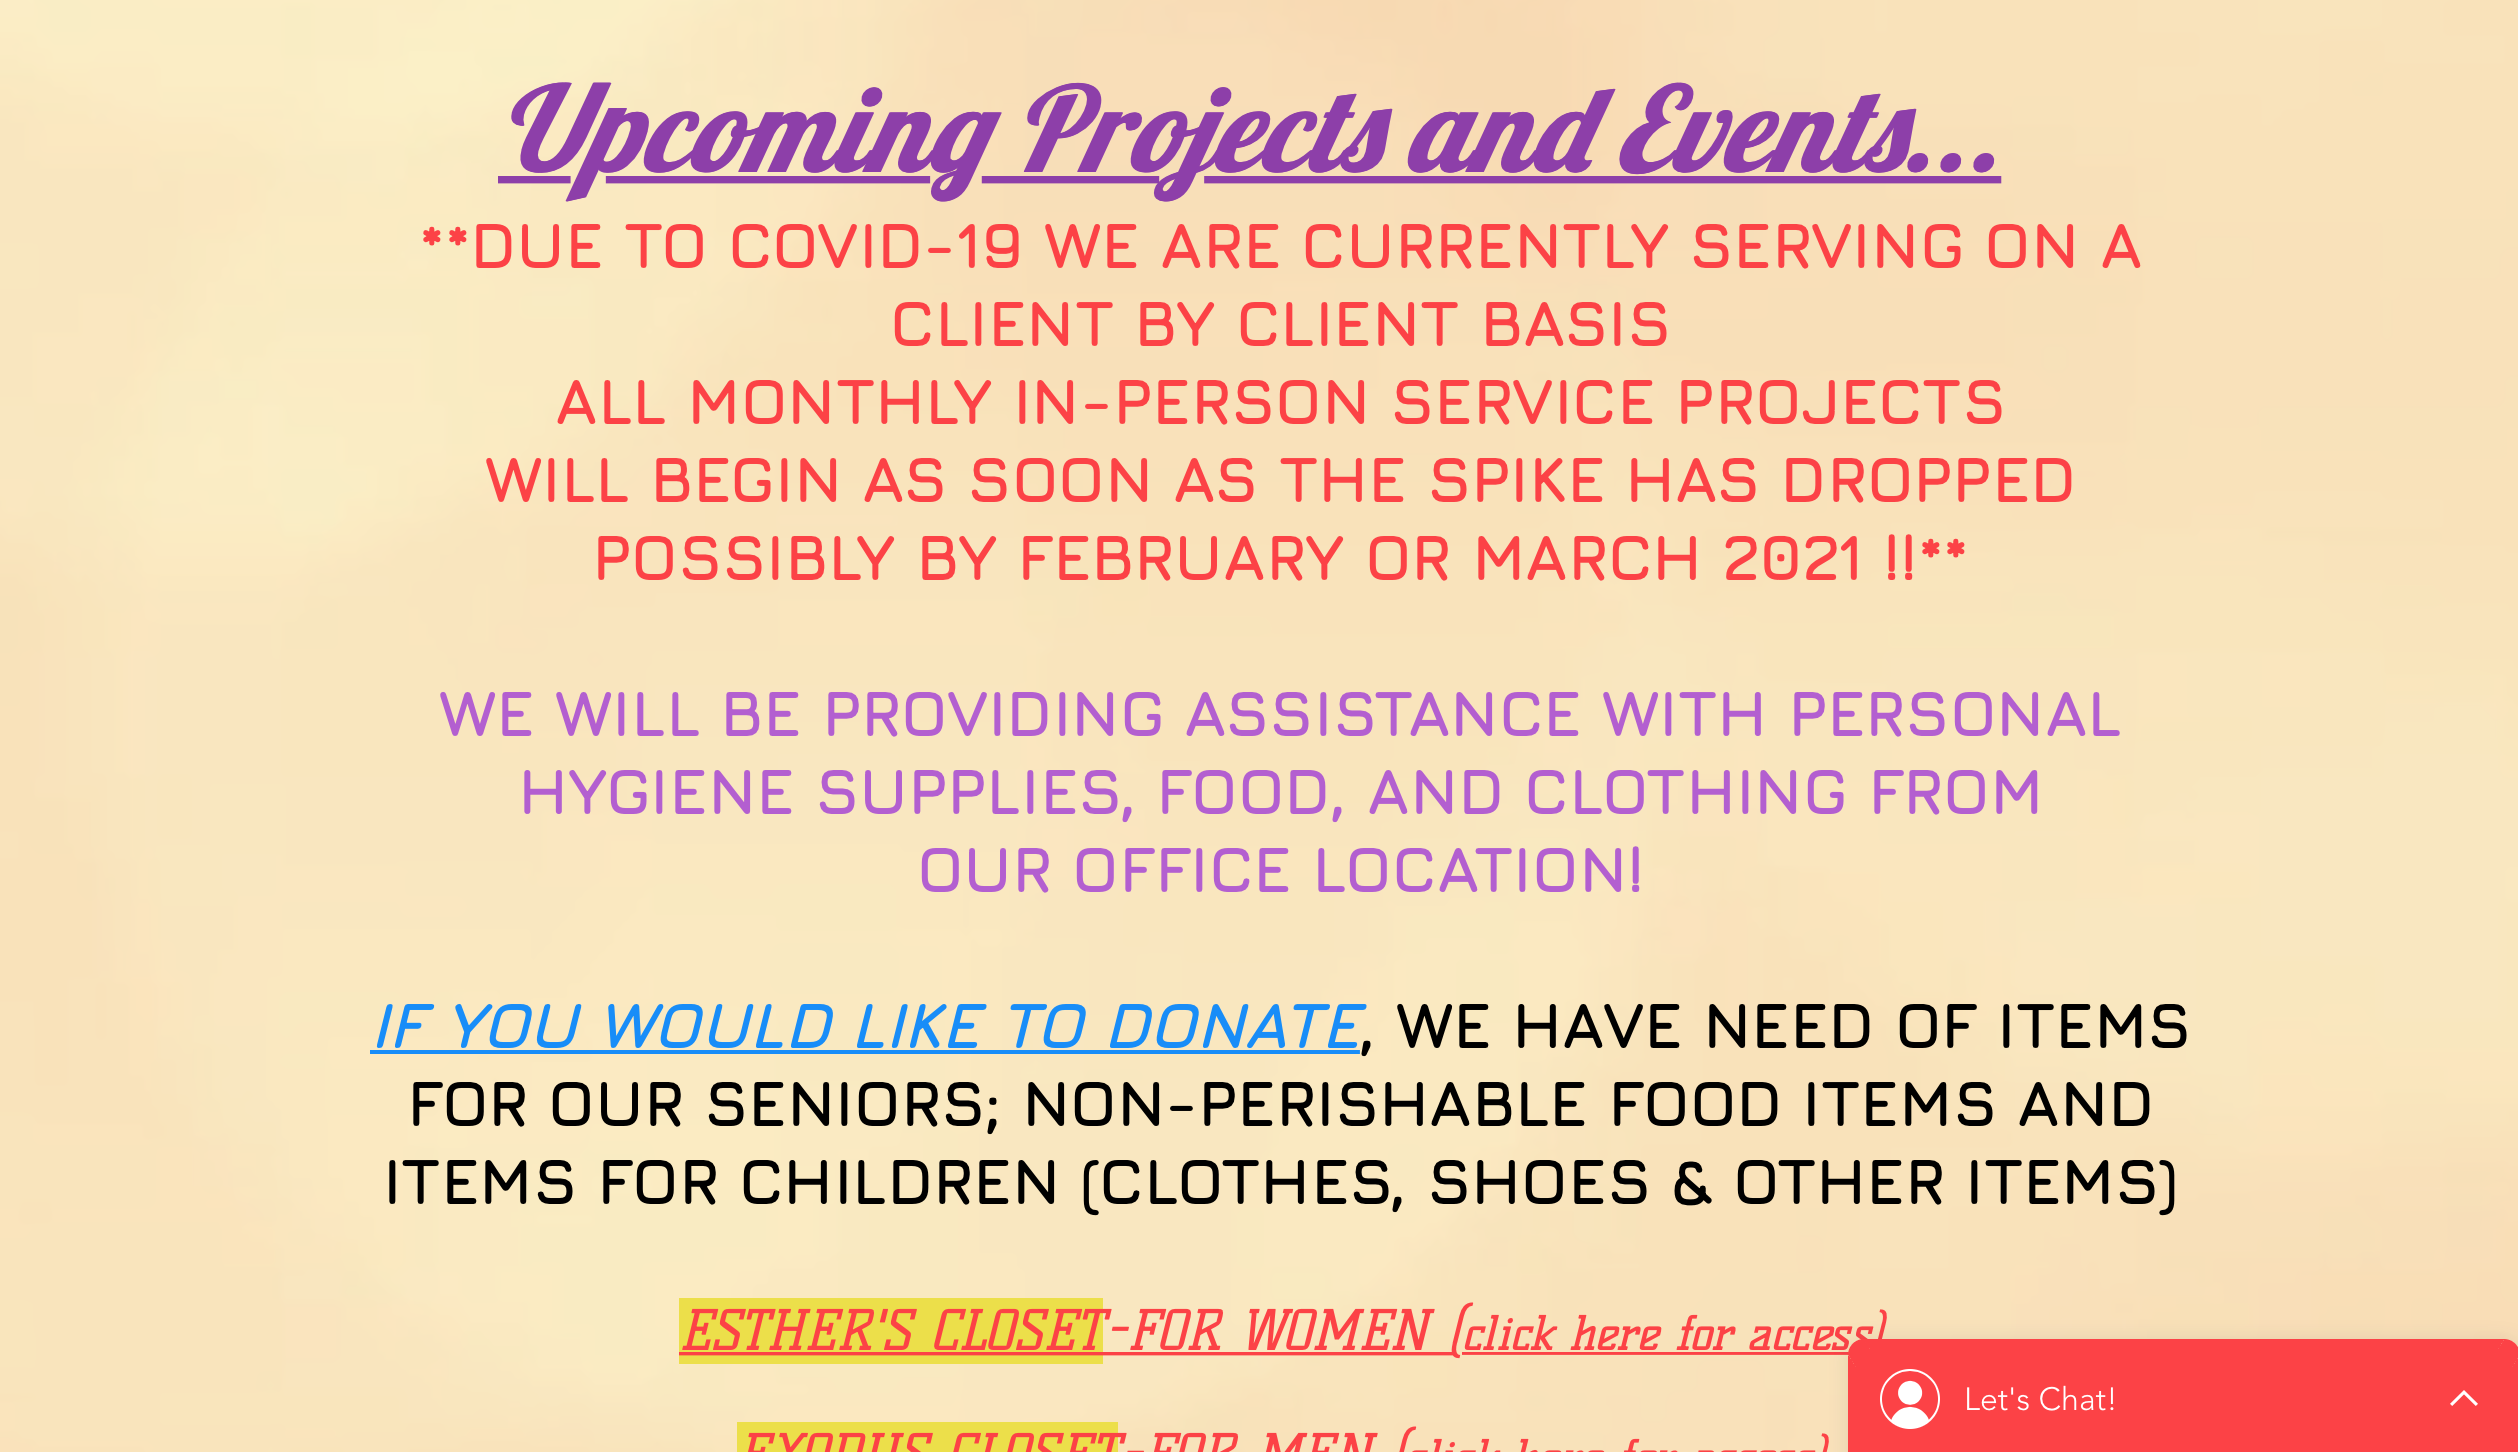 Upcoming Projects and Events...
**DUE TO COVID-19 WE ARE CURRENTLY SERVING ON A
CLIENT BY CLIENT BASIS
ALL MONTHLY IN-PERSON SERVICE PROJECTS
WILL BEGIN AS SOON AS THE SPIKE HAS DROPPED
POSSIBLY BY FEBRUARY OR MARCH 2021 !!**
WE WILL BE PROVIDING ASSISTANCE WITH PERSONAL
HYGIENE SUPPLIES, FOOD, AND CLOTHING FROM
OUR OFFICE LOCATION!
IF YOU WOULD LIKE TO DONATE, WE HAVE NEED OF ITEMS
FOR OUR SENIORS; NON-PERISHABLE FOOD ITEMS AND
ITEMS FOR CHILDREN (CLOTHES, SHOES & OTHER ITEMS)
ESTHER'S CLOSET-FOR WOMEN (click here for access)
EXODUS CLOSET-FOR MEN (click here for access)
Let's Chat!